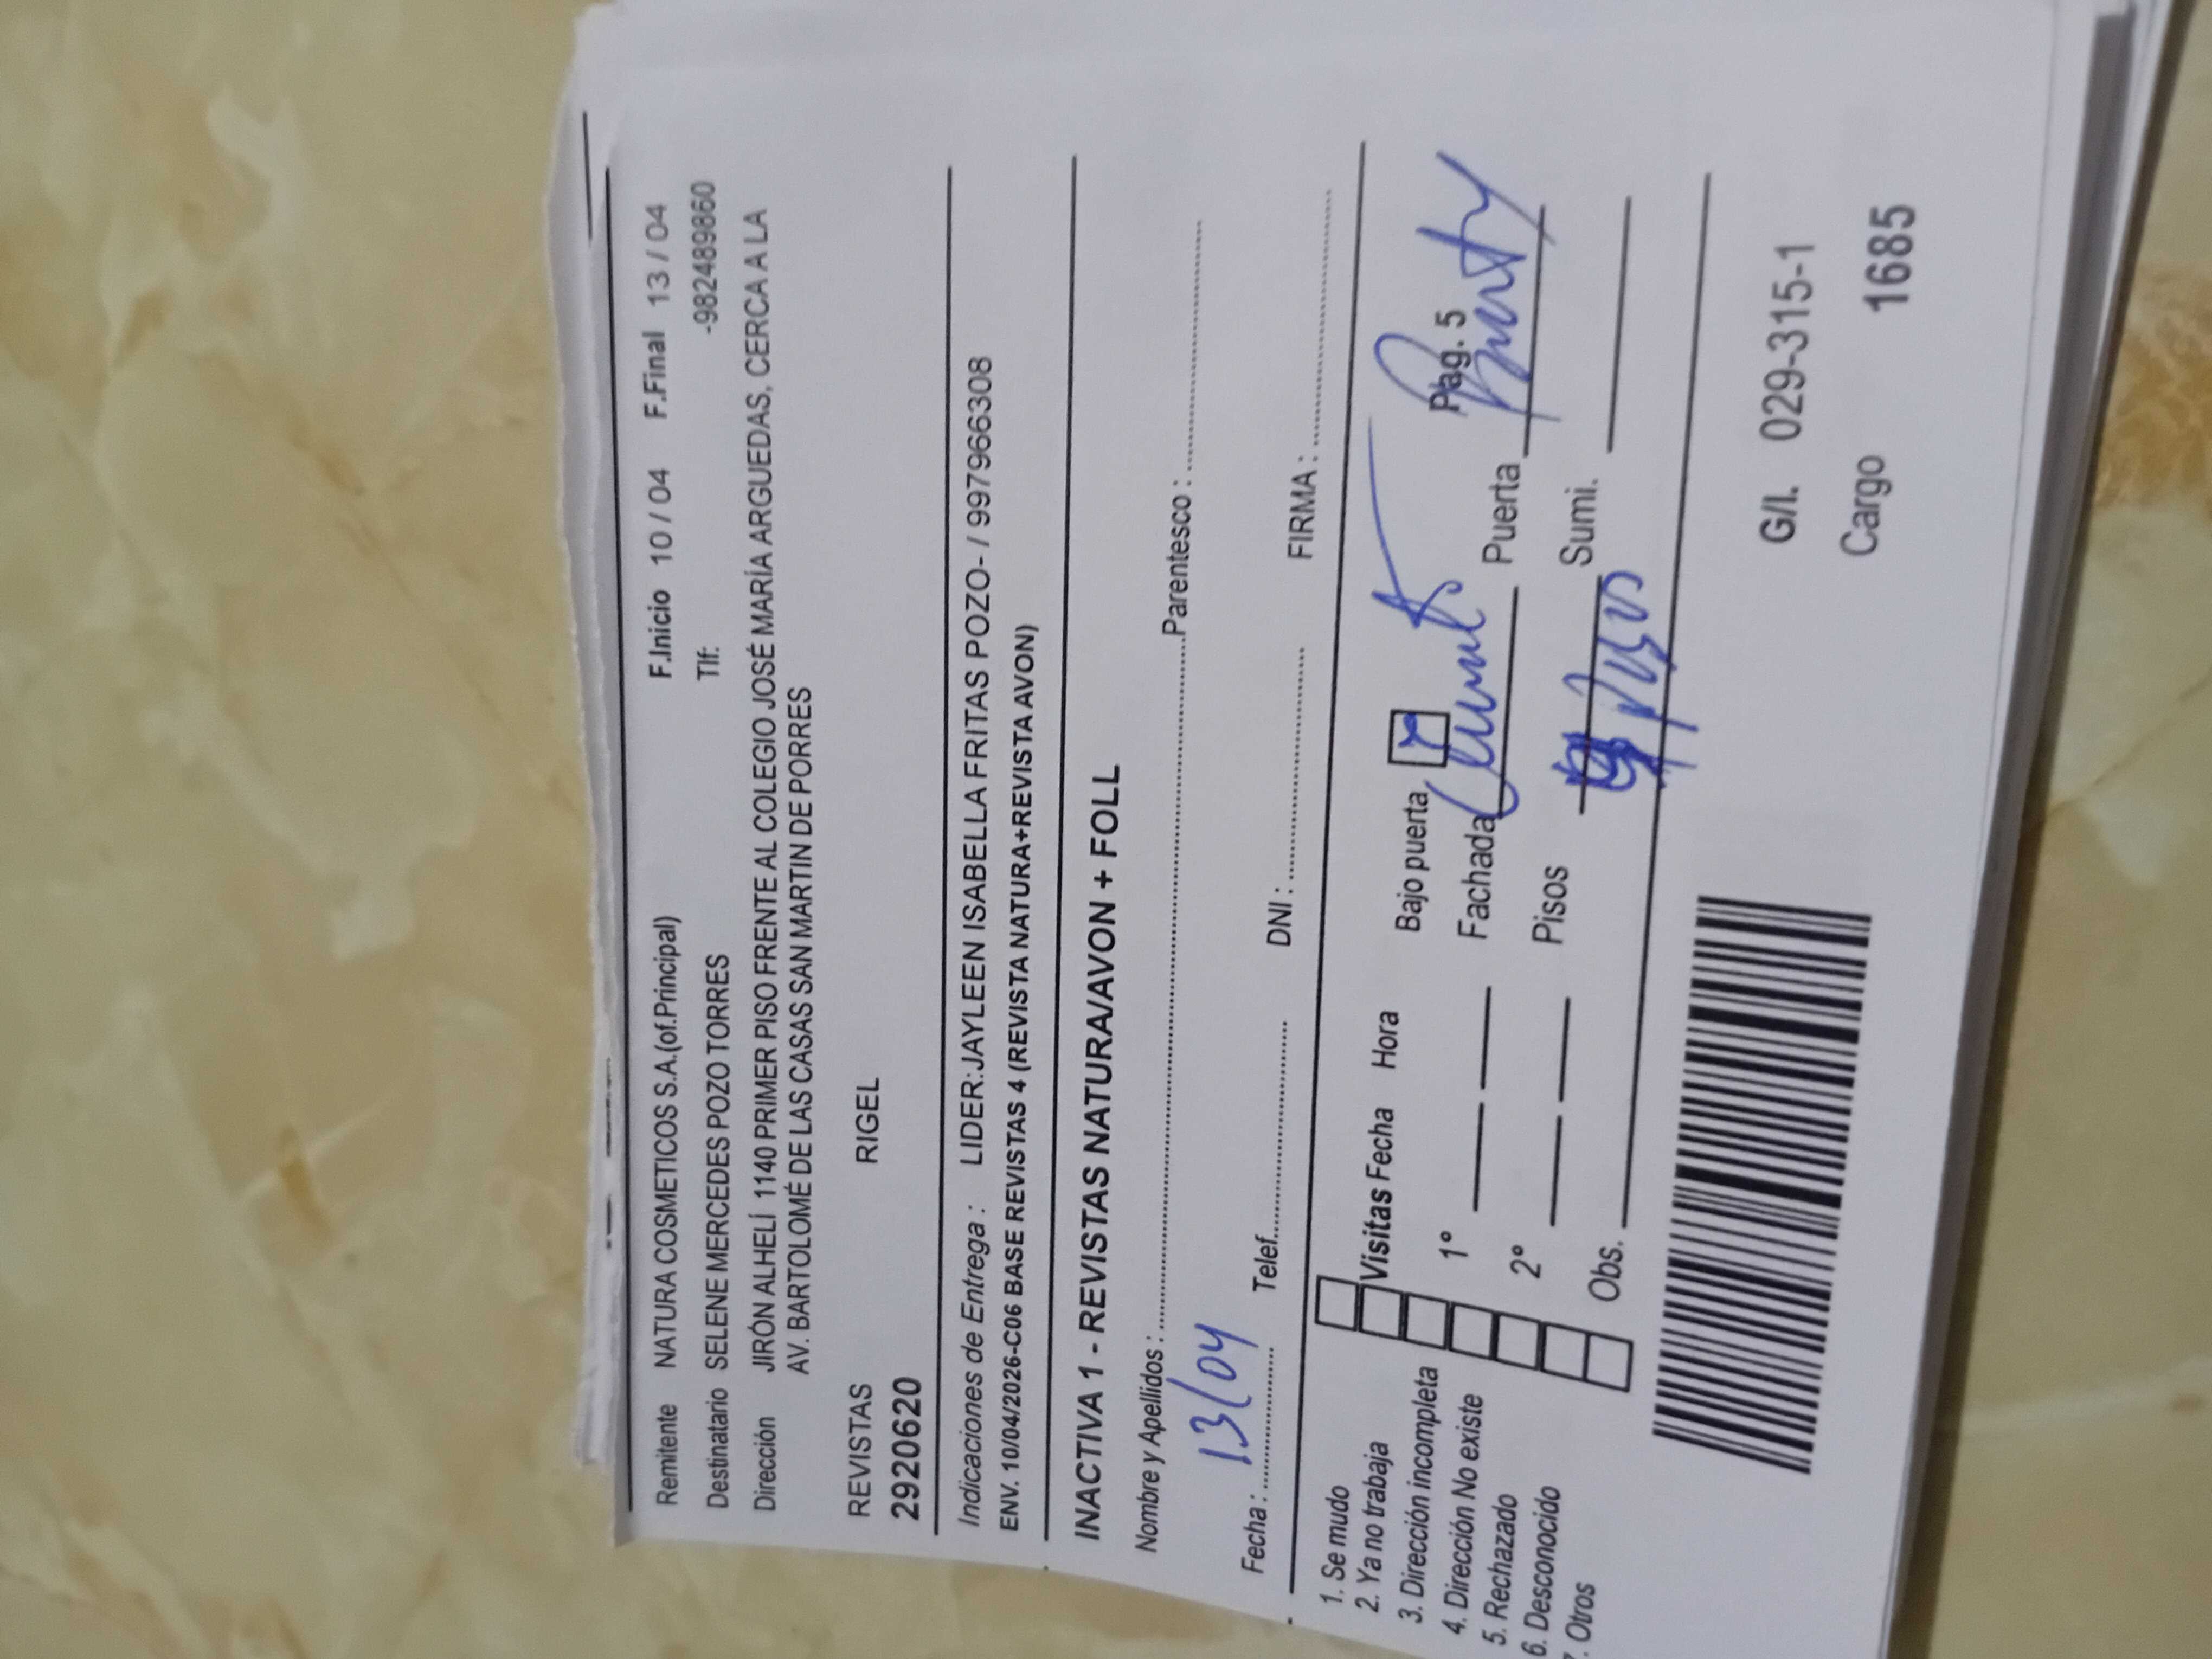 Remitente NATURA COSMETICOS S.A.(of.Principal) F.Inicio 10 / 04 F.Final 13 / 04
Destinatario SELENE MERCEDES POZO TORRES Tlf: -982489860
Dirección JIRÓN ALHELÍ 1140 PRIMER PISO FRENTE AL COLEGIO JOSÉ MARÍA ARGUEDAS, CERCA A LA
AV. BARTOLOMÉ DE LAS CASAS SAN MARTIN DE PORRES
REVISTAS RIGEL
2920620
Indicaciones de Entrega : LIDER:JAYLEEN ISABELLA FRITAS POZO- / 997966308
ENV. 10/04/2026-C06 BASE REVISTAS 4 (REVISTA NATURA+REVISTA AVON)
INACTIVA 1 - REVISTAS NATURA/AVON + FOLL
Nombre y Apellidos : Parentesco :
Fecha : 13/04 Telef. DNI : FIRMA :
1. Se mudo
2. Ya no trabaja
3. Dirección incompleta
4. Dirección No existe
5. Rechazado
6. Desconocido
7. Otros
Visitas Fecha Hora Bajo puerta Pag. 5
1° Fachada Puerta
2° Pisos Sumi.
Obs.
G/I. 029-315-1
Cargo 1685